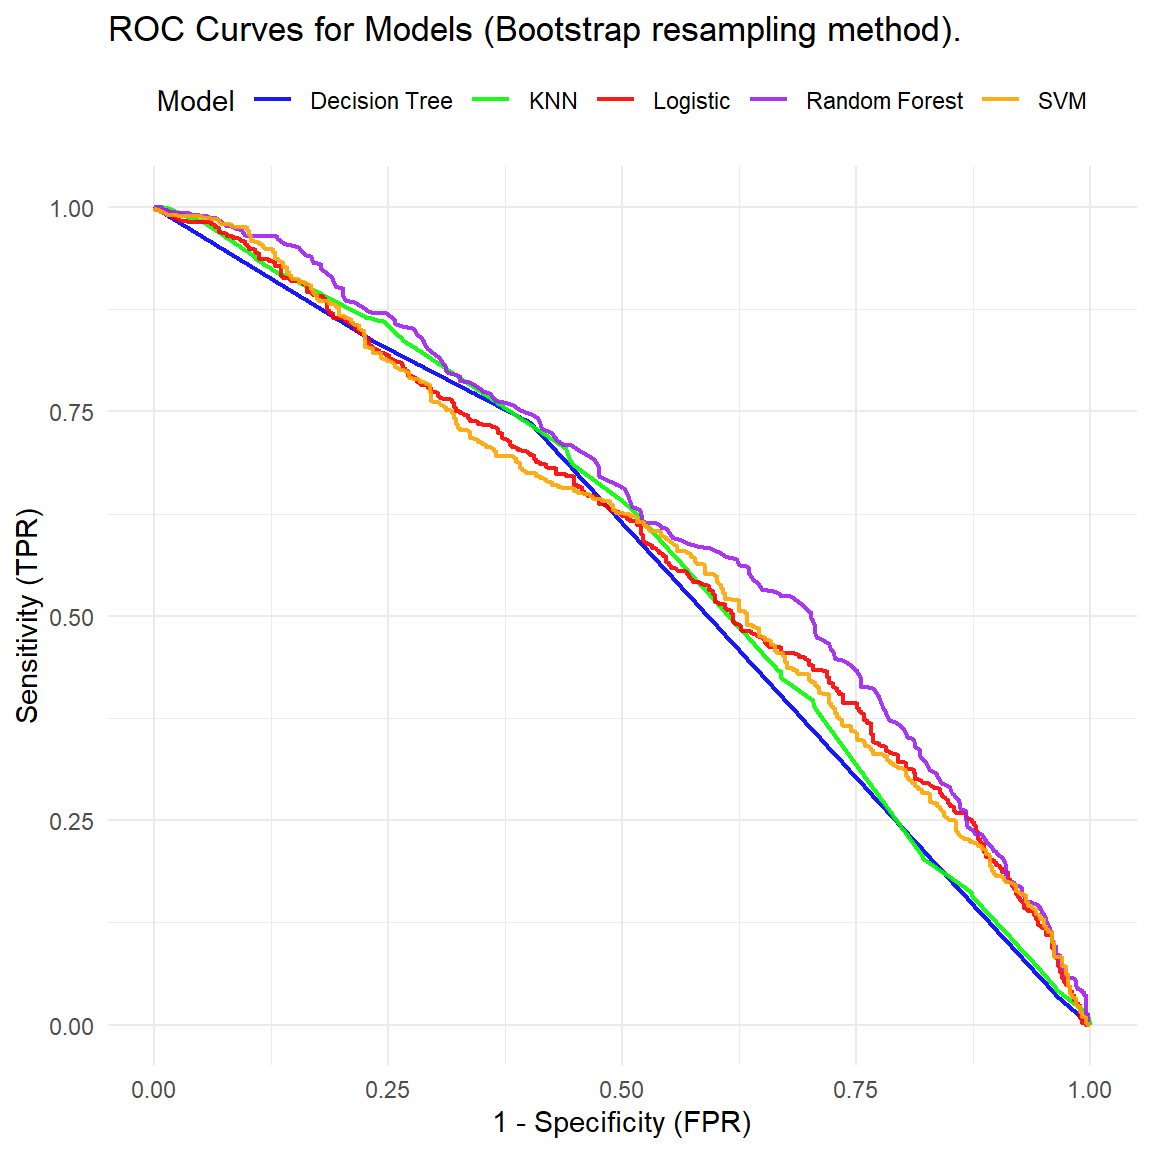 ROC Curves for Models (Bootstrap resampling method).
Model Decision Tree KNN Logistic Random Forest SVM
1.00
0.75
0.50
0.25
0.00
Sensitivity (TPR)
0.00 0.25 0.50 0.75 1.00
1 - Specificity (FPR)